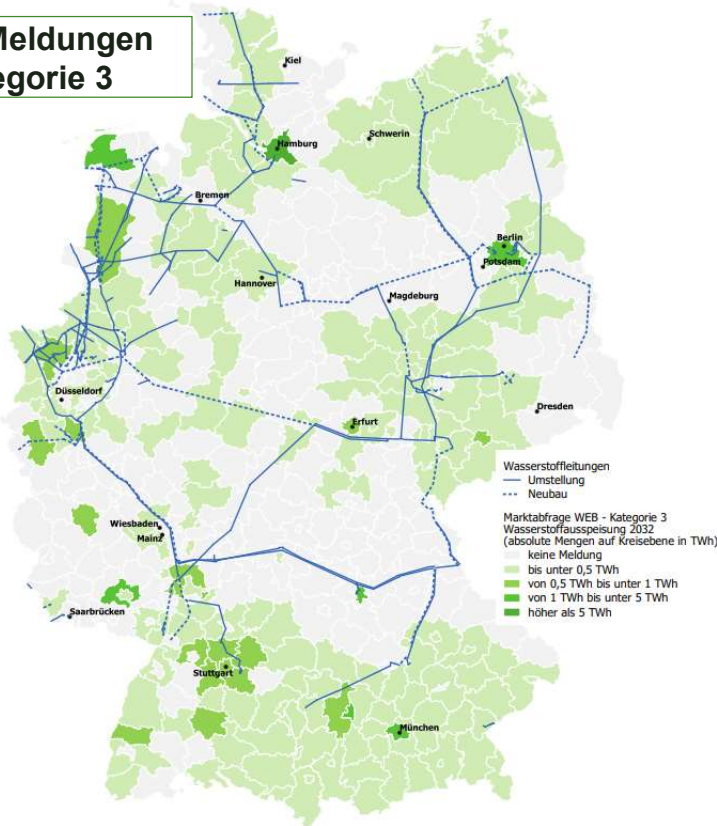 Meldungen
egorie 3
Kiel
Schwerin
Hamburg
Bremen
Berlin
Potsdam
Hannover
Magdeburg
Düsseldorf
Erfurt
Dresden
Wiesbaden
Mainz
Saarbrücken
Stuttgart
München
Wasserstoffleitungen
Umstellung
Neubau
Marktabfrage WEB - Kategorie 3
Wasserstoffausspeisung 2032
(absolute Mengen auf Kreisebene in TWh)
keine Meldung
bis unter 0,5 TWh
von 0,5 TWh bis unter 1 TWh
von 1 TWh bis unter 5 TWh
höher als 5 TWh